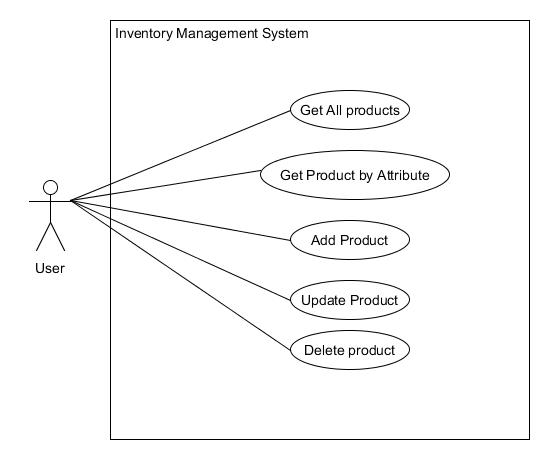 Inventory Management System
Get All products
Get Product by Attribute
Add Product
User
Update Product
Delete product